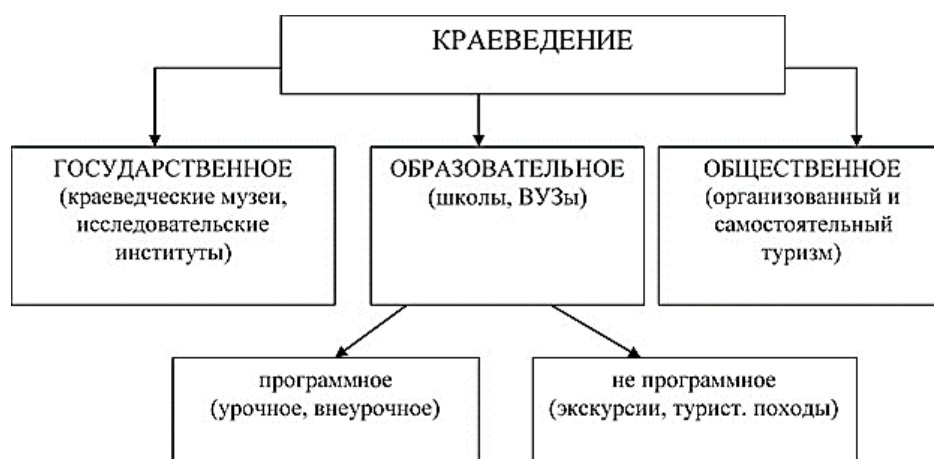 КРАЕВЕДЕНИЕ
ГОСУДАРСТВЕННОЕ
(краеведческие музеи,
исследовательские
институты)
ОБРАЗОВАТЕЛЬНОЕ
(школы, ВУЗы)
ОБЩЕСТВЕННОЕ
(организованный и
самостоятельный
туризм)
программное
(урочное, внеурочное)
не программное
(экскурсии, турист. походы)